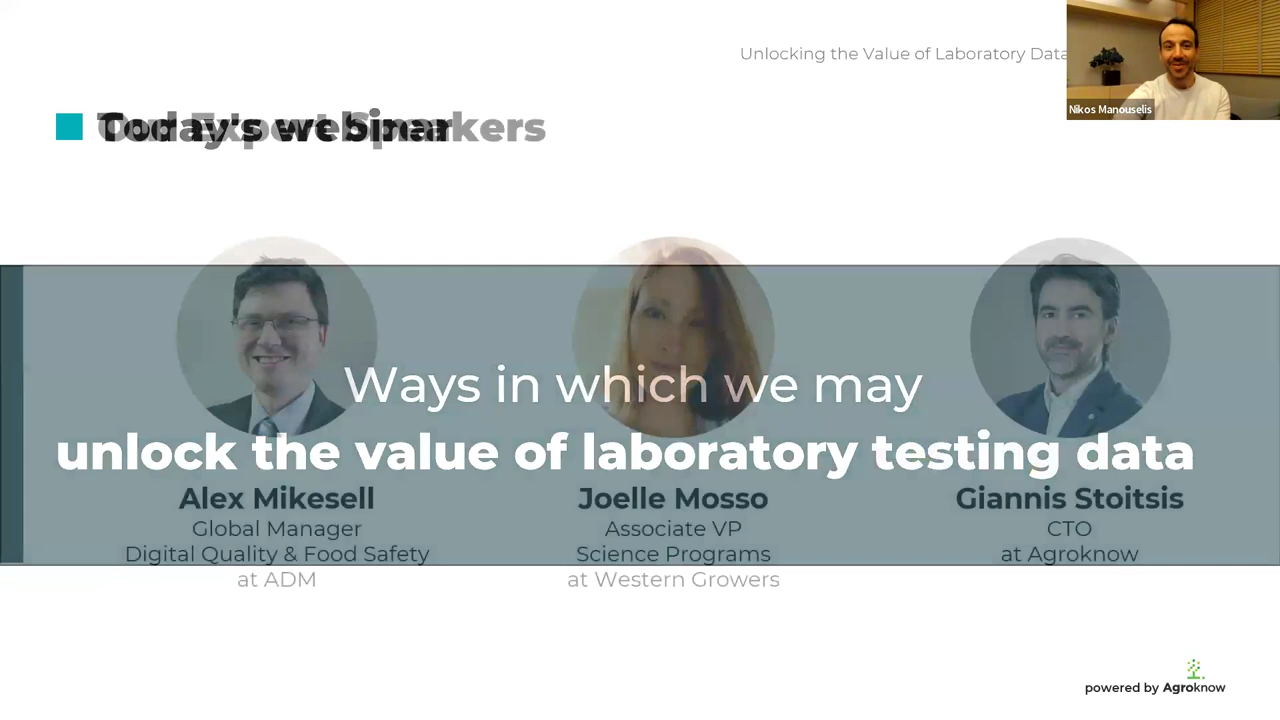 Unlocking the Value of Laboratory Data
Nikos Manouselis
Today's webinar
Ways in which we may
unlock the value of laboratory testing data
Alex Mikesell
Global Manager
Digital Quality & Food Safety
at ADM
Joelle Mosso
Associate VP
Science Programs
at Western Growers
Giannis Stoitsis
CTO
at Agroknow
powered by Agroknow